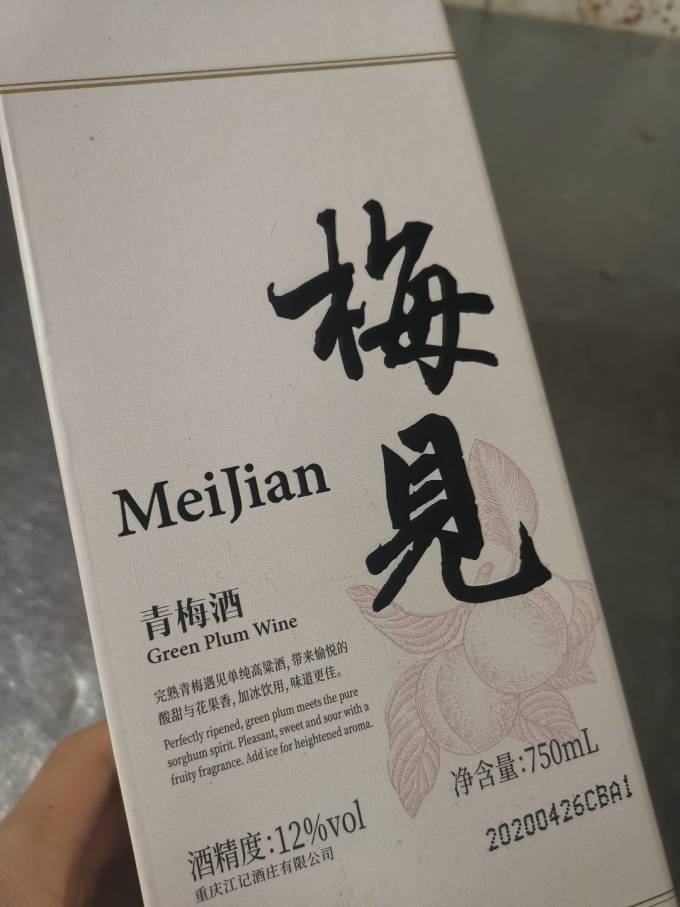 梅見
MeiJian
青梅酒
Green Plum Wine
完熟青梅遇见单纯高粱酒,带来愉悦的
酸甜与花果香,加冰饮用,味道更佳。
Perfectly ripened, green plum meets the pure
sorghum spirit. Pleasant, sweet and sour with a
fruity fragrance. Add ice for heightened aroma.
净含量:750mL
20200426CBA1
酒精度:12%vol
重庆江记酒庄有限公司